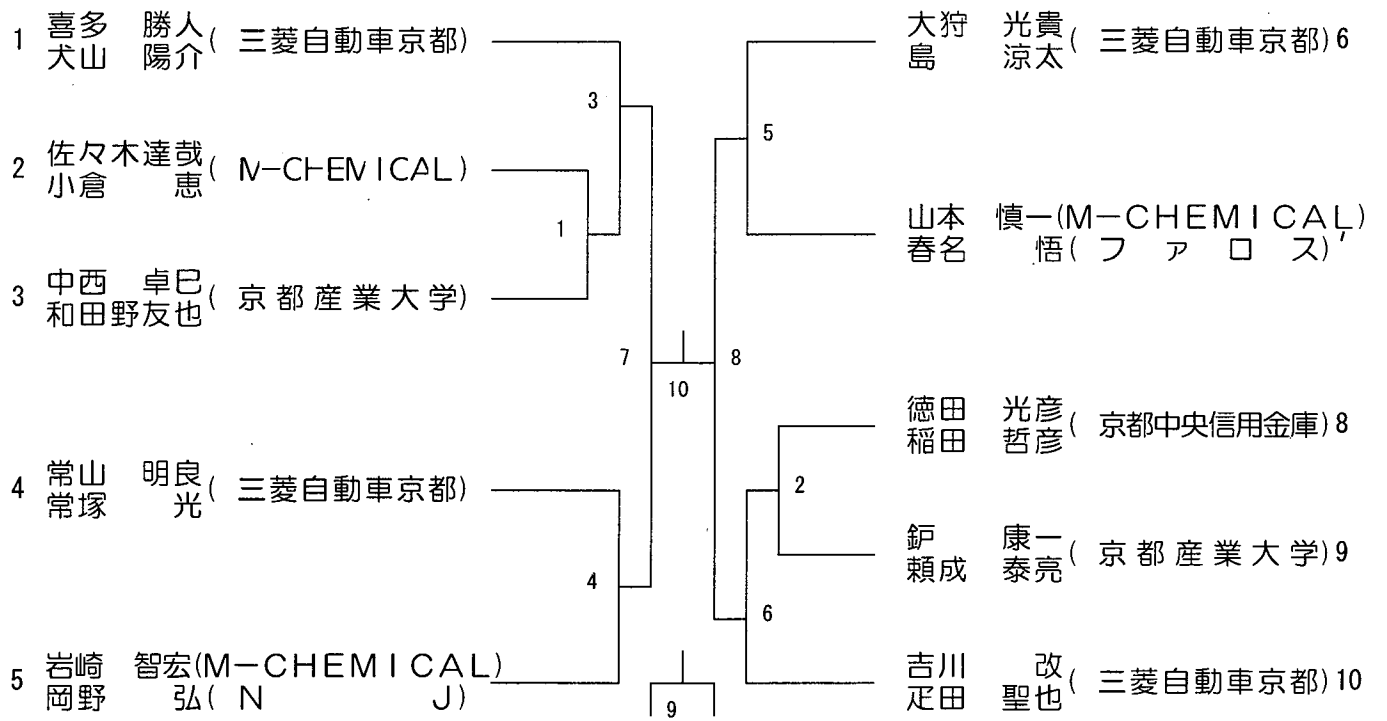 1 喜多 勝人 ( 三菱自動車京都)
犬山 陽介
3
2 佐々木達哉 ( M-CHEMICAL)
小倉 恵
1
3 中西 卓巳 ( 京都産業大学)
和田野友也
7
10
4 常山 明良 ( 三菱自動車京都)
常塚 光
4
5 岩崎 智宏(M-CHEMICAL)
岡野 弘( N J)
9
大狩 光貴 ( 三菱自動車京都) 6
島 涼太
5
山本 慎一(M-CHEMICAL)
春名 悟( ファロス)
8
徳田 光彦 ( 京都中央信用金庫) 8
稲田 哲彦
2
鈩 康一 ( 京都産業大学) 9
頼成 泰亮
6
吉川 改 ( 三菱自動車京都) 10
疋田 聖也